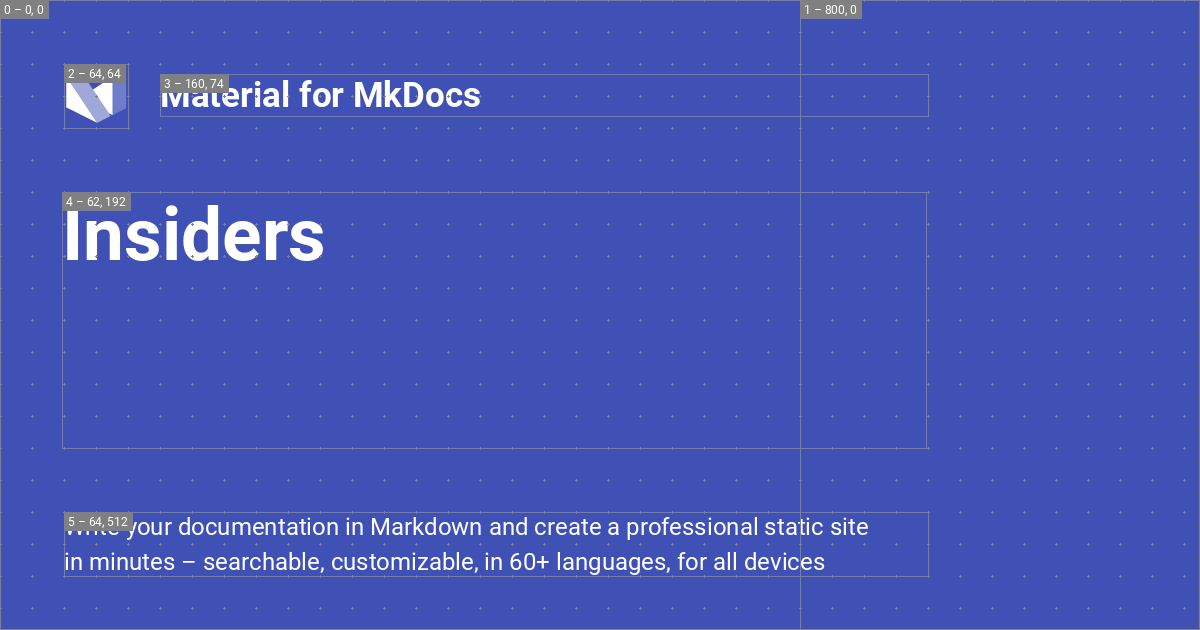 0 – 0, 0
1 – 800, 0
2 – 64, 64
3 – 160, 74
Material for MkDocs
4 – 62, 192
Insiders
5 – 64, 512
Write your documentation in Markdown and create a professional static site
in minutes – searchable, customizable, in 60+ languages, for all devices